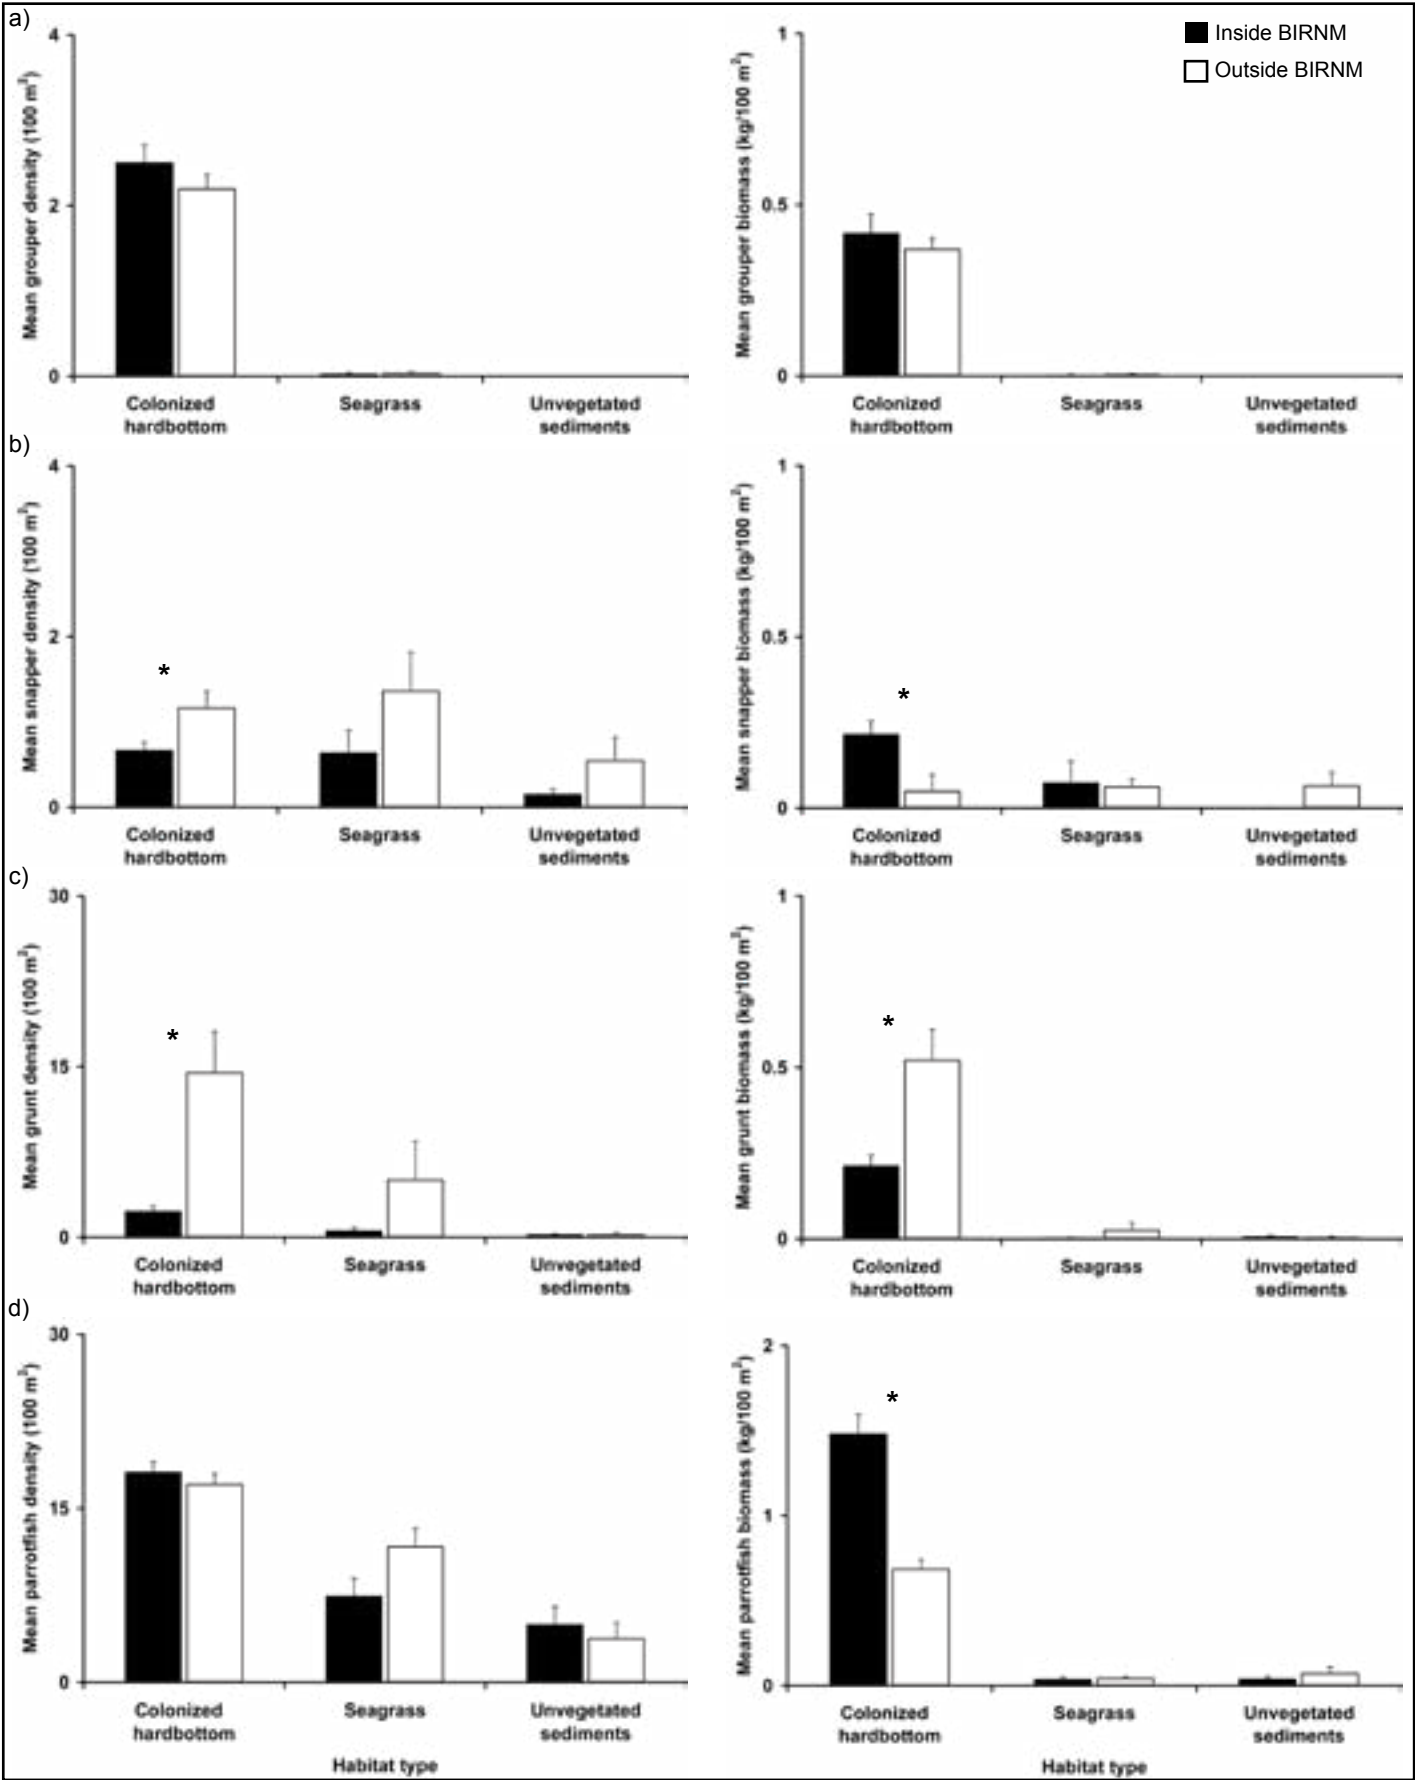 a)
Inside BIRNM
Outside BIRNM
Mean grouper density (100 m²)
4
2
0
Colonized hardbottom
Seagrass
Unvegetated sediments
Mean grouper biomass (kg/100 m²)
1
0.5
0
Colonized hardbottom
Seagrass
Unvegetated sediments
b)
Mean snapper density (100 m²)
4
2
0
*
Colonized hardbottom
Seagrass
Unvegetated sediments
Mean snapper biomass (kg/100 m²)
1
0.5
0
*
Colonized hardbottom
Seagrass
Unvegetated sediments
c)
Mean grunt density (100 m²)
30
15
0
*
Colonized hardbottom
Seagrass
Unvegetated sediments
Mean grunt biomass (kg/100 m²)
1
0.5
0
*
Colonized hardbottom
Seagrass
Unvegetated sediments
d)
Mean parrotfish density (100 m²)
30
15
0
Colonized hardbottom
Seagrass
Unvegetated sediments
Habitat type
Mean parrotfish biomass (kg/100 m²)
2
1
0
*
Colonized hardbottom
Seagrass
Unvegetated sediments
Habitat type